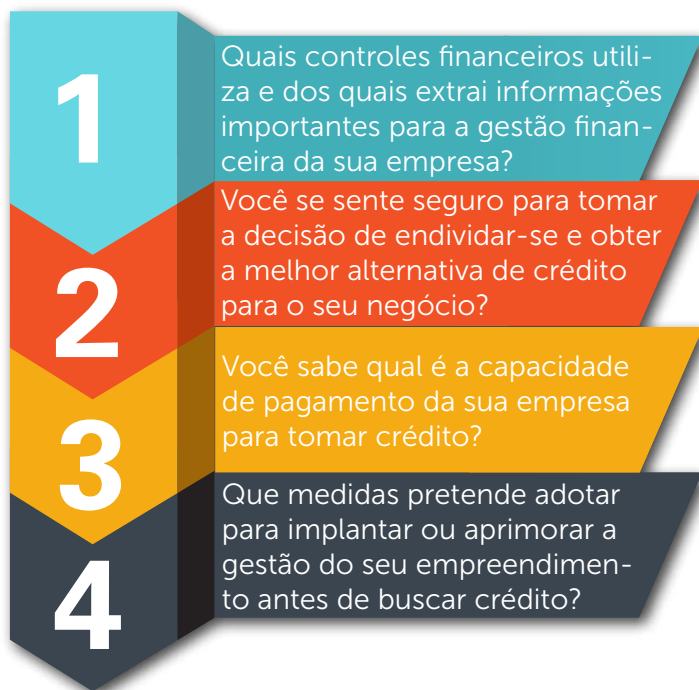 1
Quais controles financeiros utili-
za e dos quais extrai informações
importantes para a gestão finan-
ceira da sua empresa?
2
Você se sente seguro para tomar
a decisão de endividar-se e obter
a melhor alternativa de crédito
para o seu negócio?
3
Você sabe qual é a capacidade
de pagamento da sua empresa
para tomar crédito?
4
Que medidas pretende adotar
para implantar ou aprimorar a
gestão do seu empreendimen-
to antes de buscar crédito?